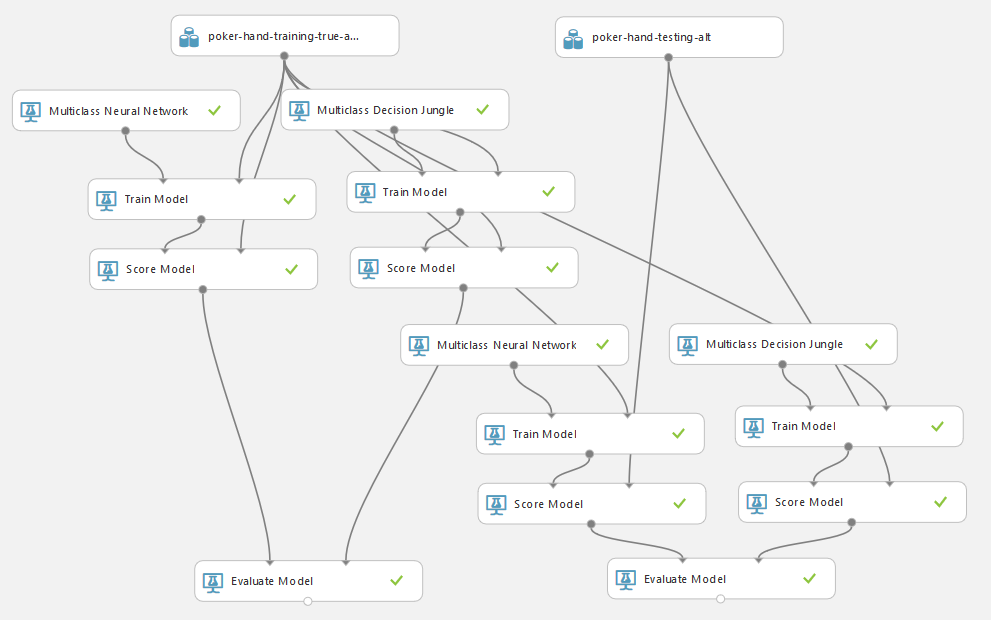 poker-hand-training-true-a...
poker-hand-testing-alt
Multiclass Neural Network
Multiclass Decision Jungle
Train Model
Train Model
Score Model
Score Model
Multiclass Neural Network
Multiclass Decision Jungle
Train Model
Train Model
Score Model
Score Model
Evaluate Model
Evaluate Model